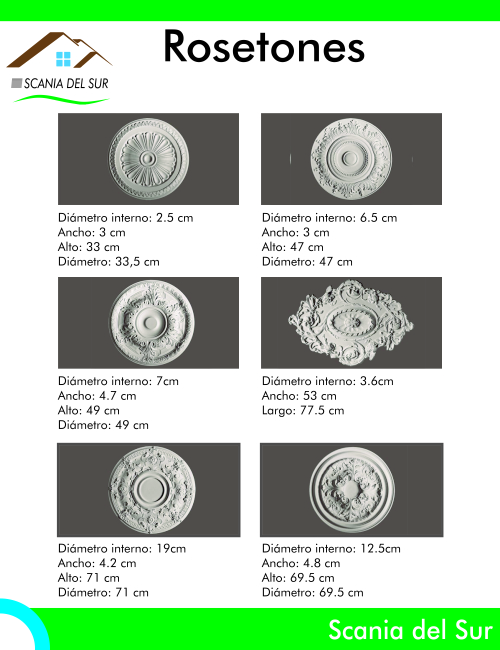 Rosetones
SCANIA DEL SUR
Diámetro interno: 2.5 cm
Ancho: 3 cm
Alto: 33 cm
Diámetro: 33,5 cm
Diámetro interno: 6.5 cm
Ancho: 3 cm
Alto: 47 cm
Diámetro: 47 cm
Diámetro interno: 7cm
Ancho: 4.7 cm
Alto: 49 cm
Diámetro: 49 cm
Diámetro interno: 3.6cm
Ancho: 53 cm
Largo: 77.5 cm
Diámetro interno: 19cm
Ancho: 4.2 cm
Alto: 71 cm
Diámetro: 71 cm
Diámetro interno: 12.5cm
Ancho: 4.8 cm
Alto: 69.5 cm
Diámetro: 69.5 cm
Scania del Sur